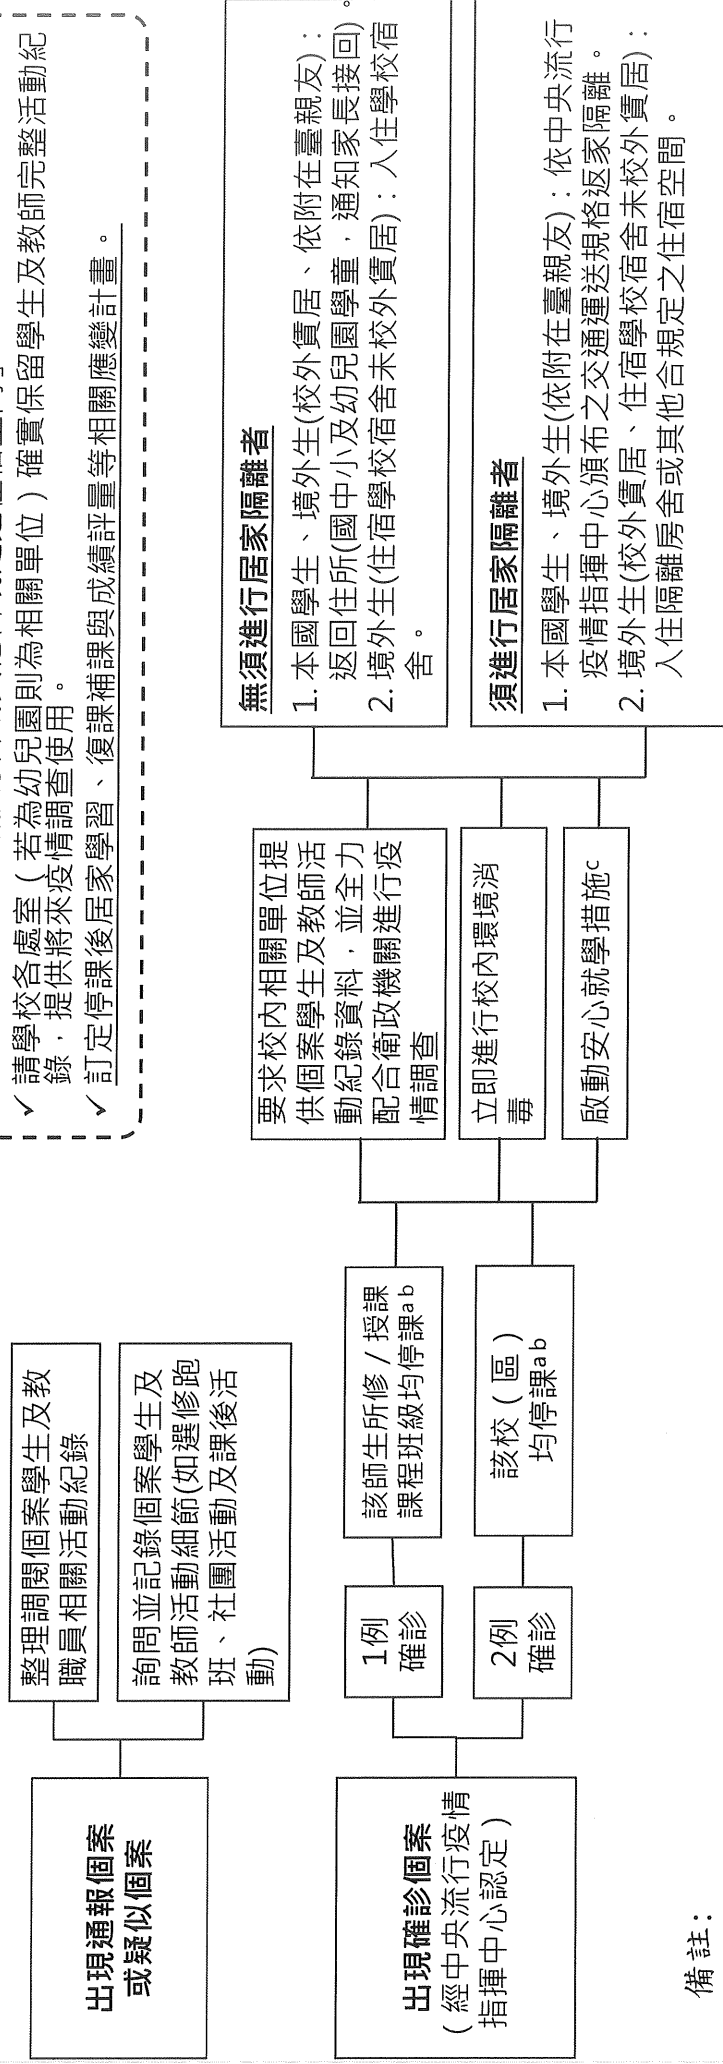 ✓ 請學校各處室（若為幼兒園則為相關單位）確實保留學生及教師完整活動紀
錄，提供將來疫情調查使用。
✓ 訂定停課後居家學習、復課補課與成績評量等相關應變計畫。
出現通報個案
或疑似個案
整理調閱個案學生及教
職員相關活動紀錄
詢問並記錄個案學生及
教師活動細節(如選修跑
班、社團活動及課後活
動)
出現確診個案
（經中央流行疫情
指揮中心認定）
1例
確診
該師生所修/授課
課程班級均停課ab
2例
確診
該校（區）
均停課ab
要求校內相關單位提
供個案學生及教師活
動紀錄資料，並全力
配合衛政機關進行疫
情調查
立即進行校內環境消
毒
啟動安心就學措施c
無須進行居家隔離者
1. 本國學生、境外生(校外賃居、依附在臺親友)：
返回住所(國中小及幼兒園學童，通知家長接回)。
2. 境外生(住宿學校宿舍未校外賃居)：入住學校宿
舍。
須進行居家隔離者
1. 本國學生、境外生(依附在臺親友)：依中央流行
疫情指揮中心頒布之交通運送規格返家隔離。
2. 境外生(校外賃居、住宿學校宿舍未校外賃居)：
入住隔離房舍或其他合規定之住宿空間。
備註：